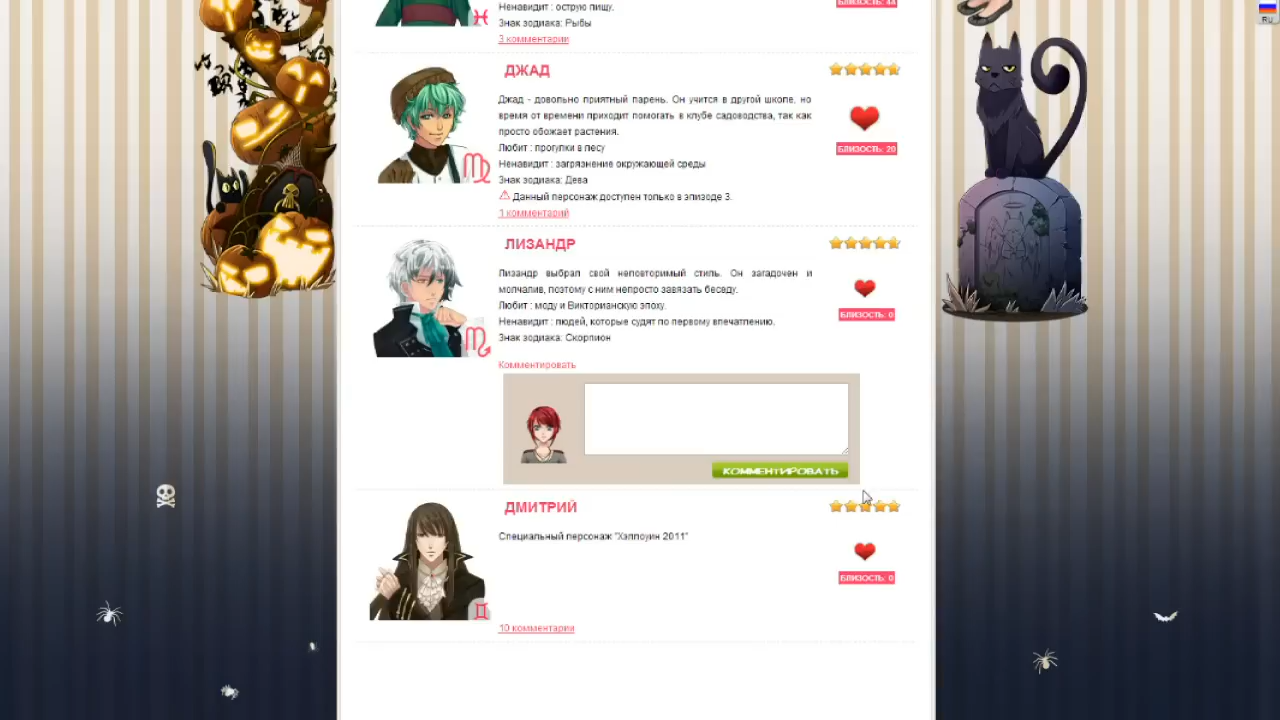 Ненавидит : острую пищу.
БЛИЗОСТЬ: 44
Знак зодиака: Рыбы
3 комментарии
RU
ДЖАД
Джад - довольно приятный парень. Он учится в другой школе, но
время от времени приходит помогать в клубе садоводства, так как
просто обожает растения.
Любит : прогулки в лесу
БЛИЗОСТЬ: 20
Ненавидит : загрязнение окружающей среды
Знак зодиака: Дева
Данный персонаж доступен только в эпизоде 3.
1 комментарий
ЛИЗАНДР
Лизандр выбрал свой неповторимый стиль. Он загадочен и
молчалив, поэтому с ним непросто завязать беседу.
Любит : моду и Викторианскую эпоху.
БЛИЗОСТЬ: 0
Ненавидит : людей, которые судят по первому впечатлению.
Знак зодиака: Скорпион
Комментировать
КОММЕНТИРОВАТЬ
ДМИТРИЙ
Специальный персонаж "Хэллоуин 2011"
БЛИЗОСТЬ: 0
10 комментарии